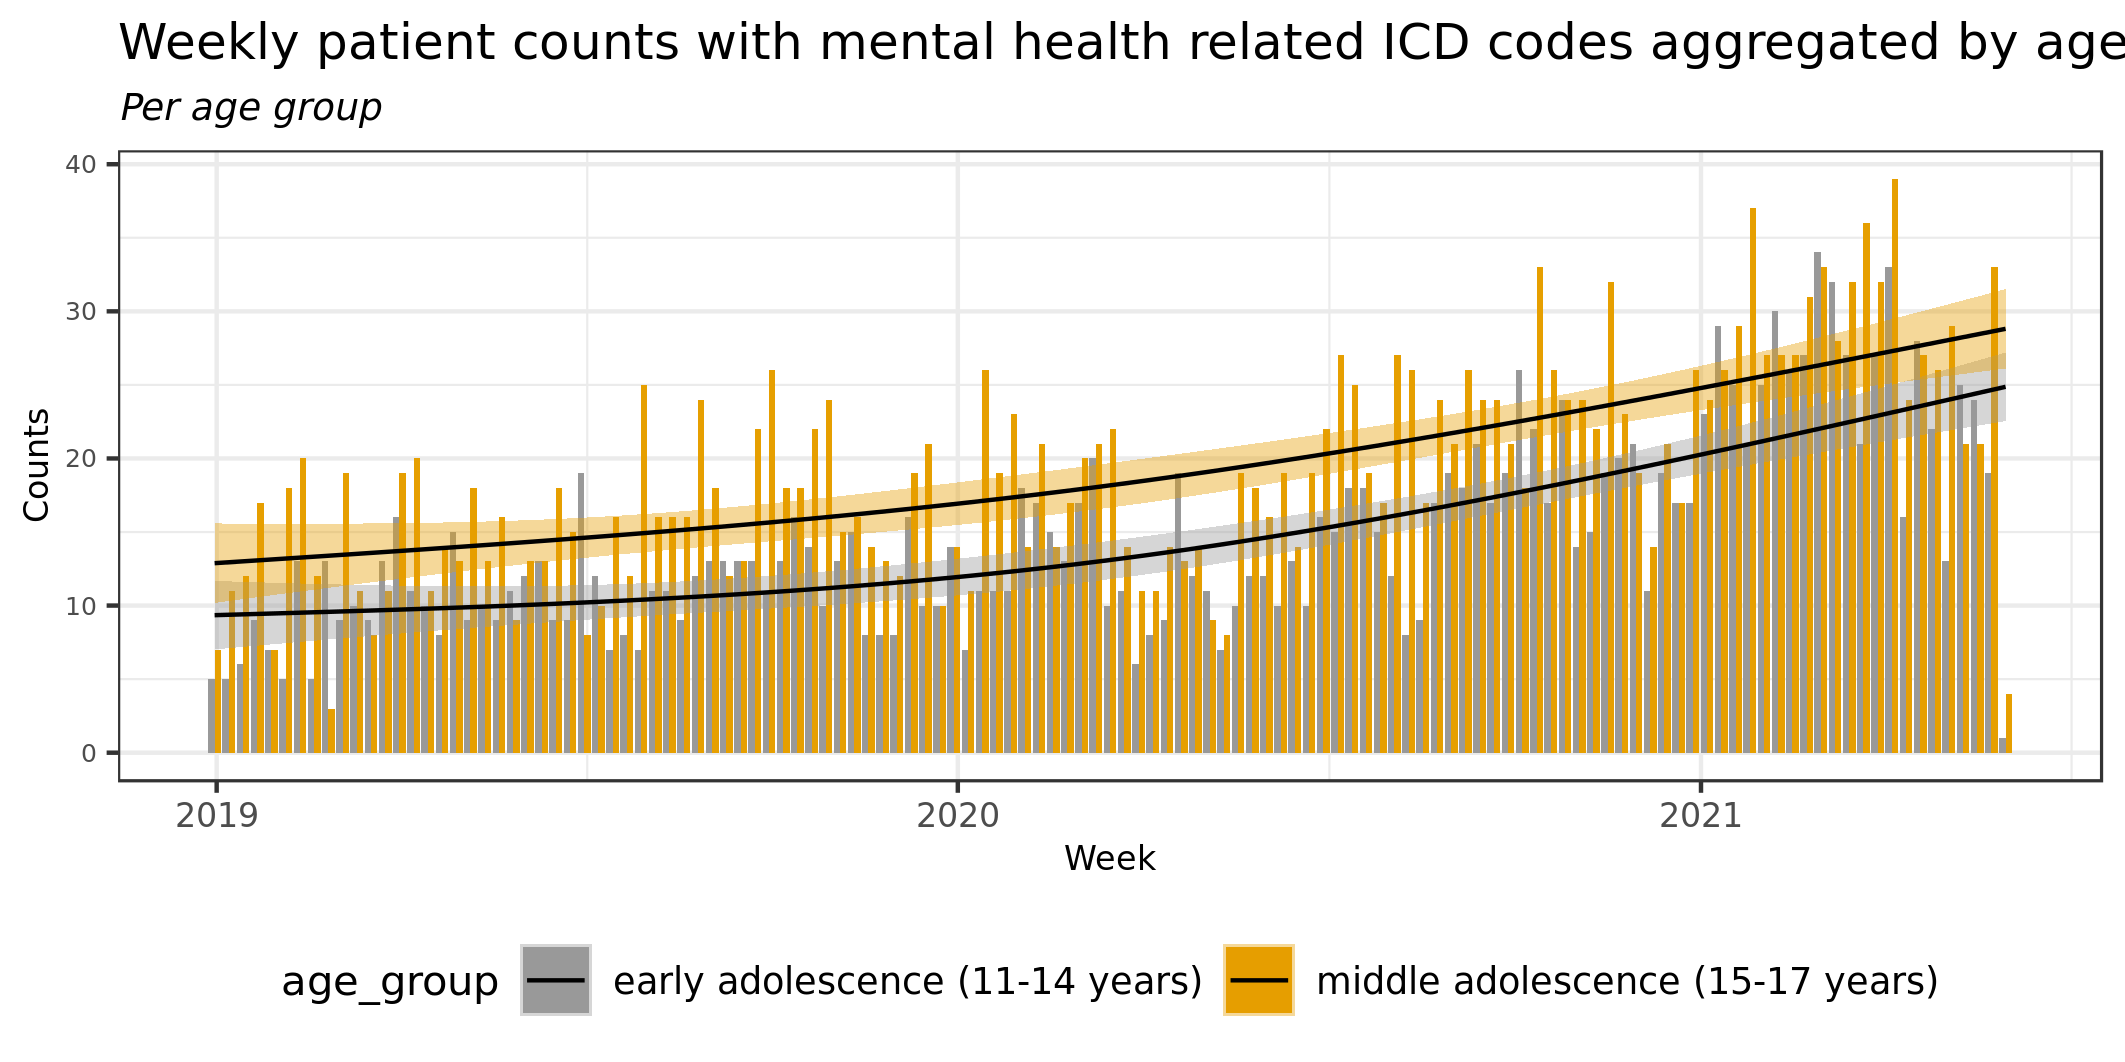 Weekly patient counts with mental health related ICD codes aggregated by age
Per age group
40
30
20
10
0
Counts
2019 2020 2021
Week
age_group early adolescence (11-14 years) middle adolescence (15-17 years)